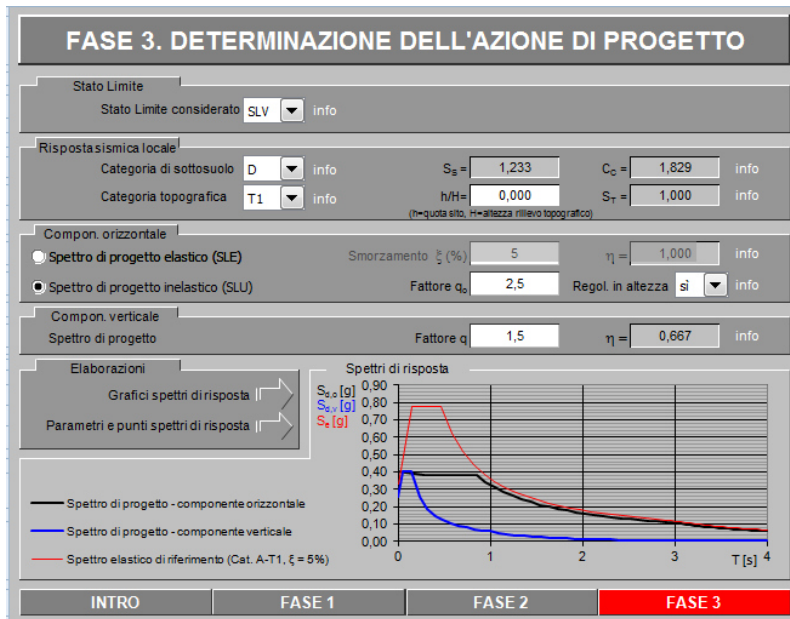 FASE 3. DETERMINAZIONE DELL'AZIONE DI PROGETTO
Stato Limite
Stato Limite considerato SLV info
Risposta sismica locale
Categoria di sottosuolo D info SS = 1,233 CC = 1,829 info
Categoria topografica T1 info h/H= 0,000 ST = 1,000 info
(h=quota sito, H=altezza rilievo topografico)
Compon. orizzontale
Spettro di progetto elastico (SLE) Smorzamento ξ (%) 5 η = 1,000 info
Spettro di progetto inelastico (SLU) Fattore qo 2,5 Regol. in altezza sì info
Compon. verticale
Spettro di progetto Fattore q 1,5 η = 0,667 info
Elaborazioni
Grafici spettri di risposta
Parametri e punti spettri di risposta
Spettri di risposta
Sd,o [g]
Sd,v [g]
Se [g]
0,90
0,80
0,70
0,60
0,50
0,40
0,30
0,20
0,10
0,00
0 1 2 3 T [s] 4
Spettro di progetto - componente orizzontale
Spettro di progetto - componente verticale
Spettro elastico di riferimento (Cat. A-T1, ξ = 5%)
INTRO FASE 1 FASE 2 FASE 3